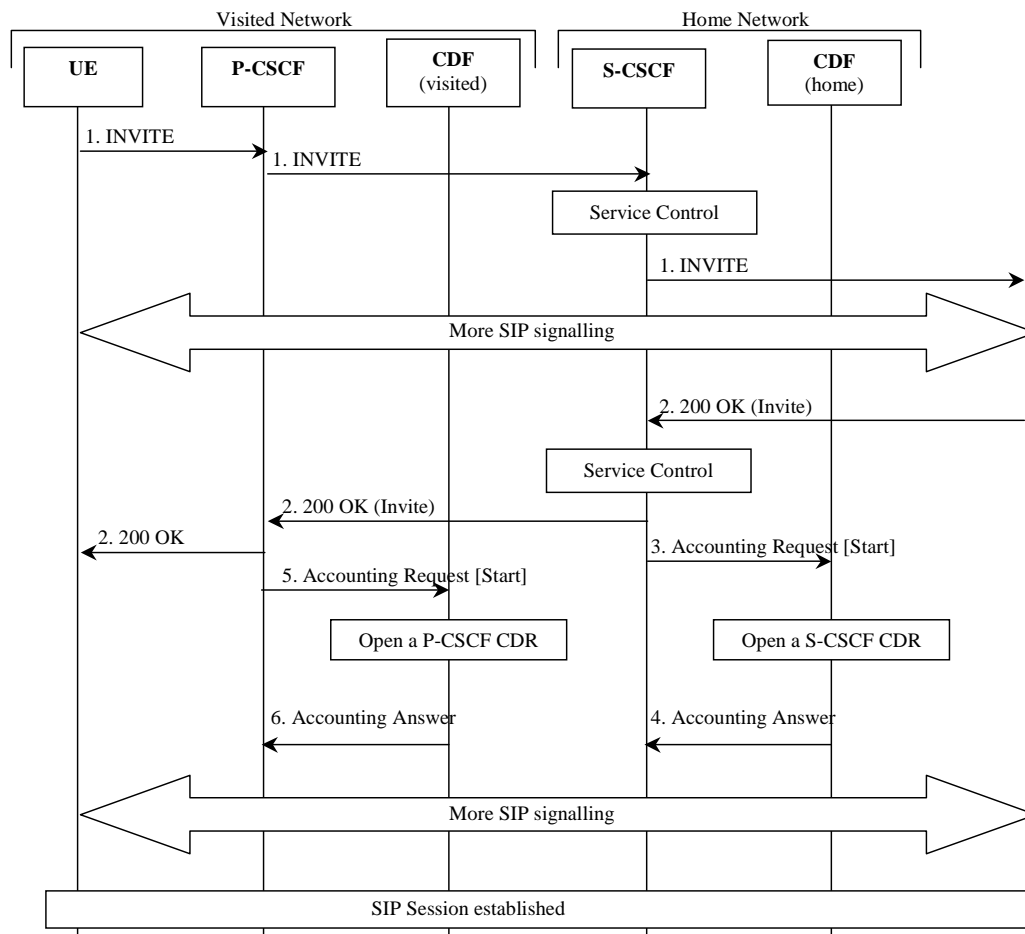 Visited Network
Home Network
UE
P-CSCF
CDF
(visited)
S-CSCF
CDF
(home)
1. INVITE
1. INVITE
Service Control
1. INVITE
More SIP signalling
2. 200 OK (Invite)
Service Control
2. 200 OK (Invite)
2. 200 OK
3. Accounting Request [Start]
5. Accounting Request [Start]
Open a P-CSCF CDR
Open a S-CSCF CDR
6. Accounting Answer
4. Accounting Answer
More SIP signalling
SIP Session established